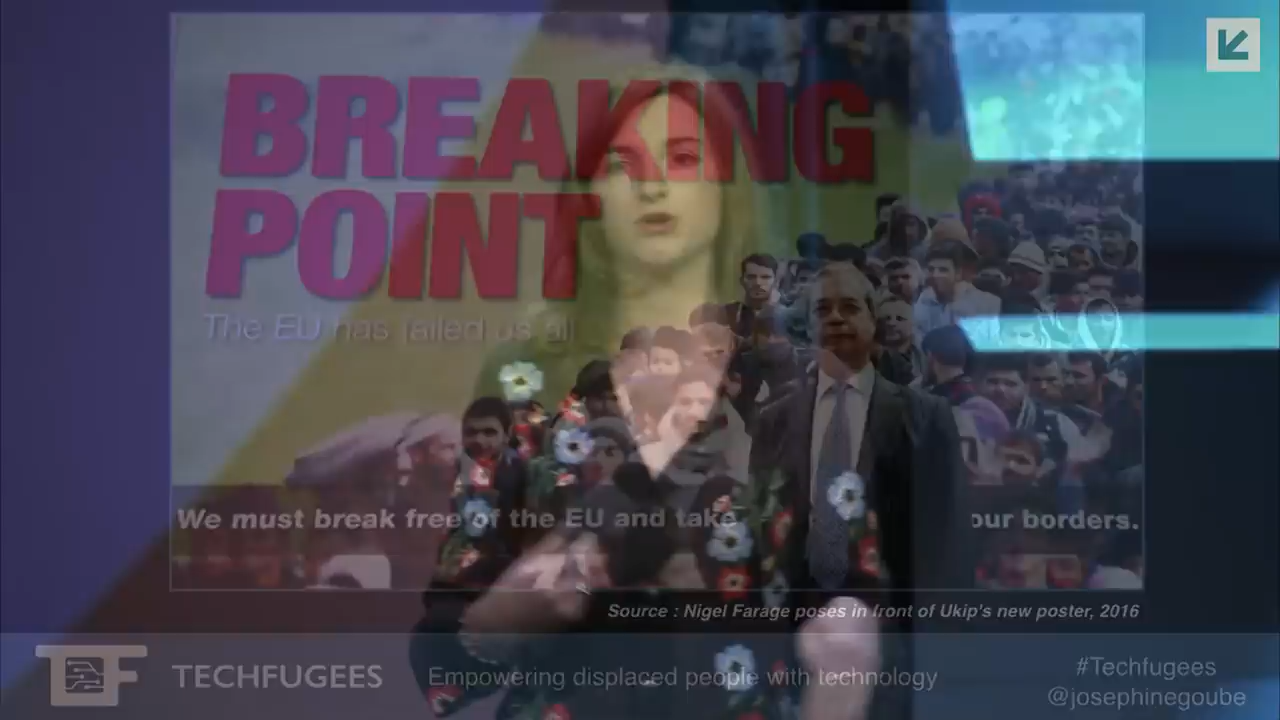 BREAKING
POINT
The EU has failed us all
We must break free of the EU and take our borders.
Source : Nigel Farage poses in front of Ukip's new poster, 2016
TECHFUGEES
Empowering displaced people with technology
#Techfugees
@josephinegoube